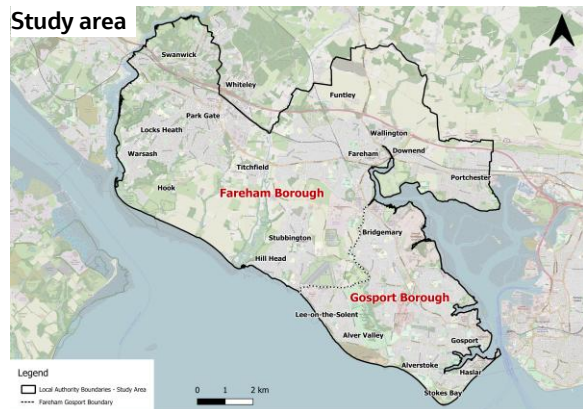 Study area
Swanwick
Whiteley
Funtley
Park Gate
Locks Heath
Wallington
Warsash
Fareham
Downend
Titchfield
Portchester
Hook
Fareham Borough
Bridgemary
Stubbington
Hill Head
Gosport Borough
Lee-on-the-Solent
Alver Valley
Gosport
Alverstoke
Haslar
Stokes Bay
Legend
Local Authority Boundaries - Study Area
Fareham Gosport Boundary
0 1 2 km